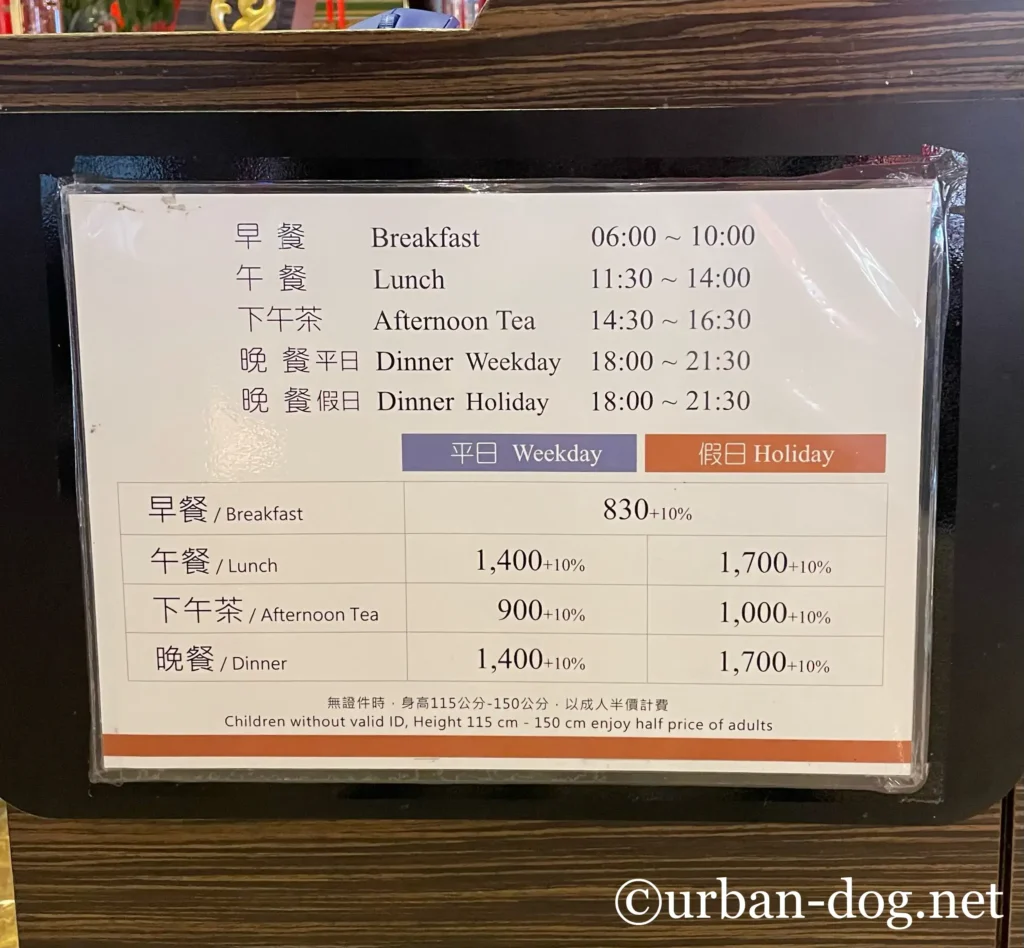 早餐 Breakfast 06:00 ~ 10:00
午餐 Lunch 11:30 ~ 14:00
下午茶 Afternoon Tea 14:30 ~ 16:30
晚餐平日 Dinner Weekday 18:00 ~ 21:30
晚餐假日 Dinner Holiday 18:00 ~ 21:30
平日 Weekday 假日 Holiday
早餐 / Breakfast 830+10%
午餐 / Lunch 1,400+10% 1,700+10%
下午茶 / Afternoon Tea 900+10% 1,000+10%
晚餐 / Dinner 1,400+10% 1,700+10%
無證件時，身高115公分-150公分，以成人半價計費
Children without valid ID, Height 115 cm - 150 cm enjoy half price of adults
©urban-dog.net